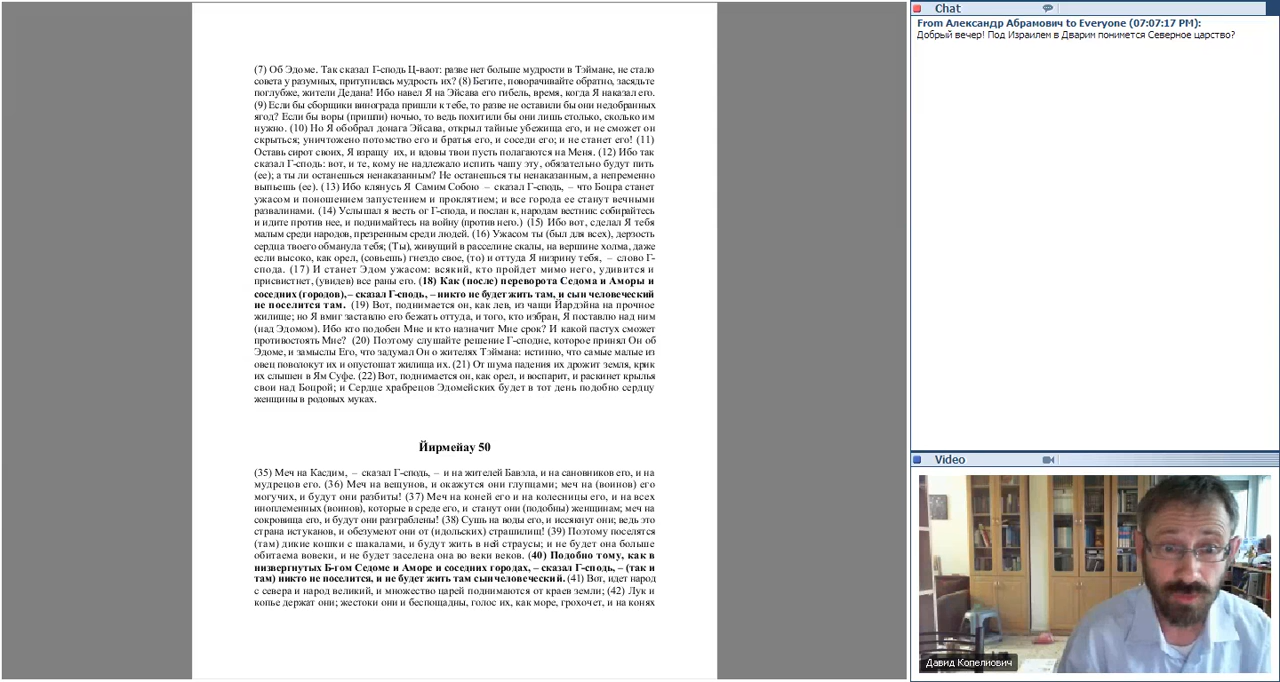 (7) Об Эдоме. Так сказал Г-сподь Ц-ваот: разве нет больше мудрости в Тэймане, не стало
совета у разумных, притупилась мудрость их? (8) Бегите, поворачивайте обратно, засядьте
поглубже, жители Дедана! Ибо навел Я на Эйсава его гибель, время, когда Я наказал его.
(9) Если бы сборщики винограда пришли к тебе, то разве не оставили бы они недобранных
ягод? Если бы воры (пришли) ночью, то ведь похитили бы они лишь столько, сколько им
нужно. (10) Но Я обобрал донага Эйсава, открыл тайные убежища его, и не сможет он
скрыться; уничтожено потомство его и братья его, и соседи его; и не станет его! (11)
Оставь сирот своих, Я взращу их, и вдовы твои пусть полагаются на Меня. (12) Ибо так
сказал Г-сподь: вот, и те, кому не надлежало испить чашу эту, обязательно будут пить
(ее); а ты ли останешься ненаказанным? Не останешься ты ненаказанным, а непременно
выпьешь (ее). (13) Ибо клянусь Я Самим Собою – сказал Г-сподь, – что Боцра станет
ужасом и поношением запустением и проклятием; и все города ее станут вечными
развалинами. (14) Услышал я весть от Г-спода, и послан к, народам вестник: собирайтесь
и идите против нее, и поднимайтесь на войну (против него.) (15) Ибо вот, сделал Я тебя
малым среди народов, презренным среди людей. (16) Ужасом ты (был для всех), дерзость
сердца твоего обманула тебя; (Ты), живущий в расселине скалы, на вершине холма, даже
если высоко, как орел, (совьешь) гнездо свое, (то) и оттуда Я низрину тебя, – слово Г-
спода. (17) И станет Эдом ужасом: всякий, кто пройдет мимо него, удивится и
присвистнет, (увидев) все раны его. (18) Как (после) переворота Седома и Аморы и
соседних (городов), – сказал Г-сподь, – никто не будет жить там, и сын человеческий
не поселится там. (19) Вот, поднимается он, как лев, из чащи Йардэйна на прочное
жилище; но Я вмиг заставлю его бежать оттуда, и того, кто избран, Я поставлю над ним
(над Эдомом). Ибо кто подобен Мне и кто назначит Мне срок? И какой пастух сможет
противостоять Мне? (20) Поэтому слушайте решение Г-сподне, которое принял Он об
Эдоме, и замыслы Его, что задумал Он о жителях Тэймана: истинно, что самые малые из
овец поволокут их и опустошат жилища их. (21) От шума падения их дрожит земля, крик
их слышен в Ям Суфе. (22) Вот, поднимается он, как орел, и воспарит, и раскинет крылья
свои над Боцрой; и Сердце храбрецов Эдомейских будет в тот день подобно сердцу
женщины в родовых муках.
Йирмейау 50
(35) Меч на Касдим, – сказал Г-сподь, – и на жителей Бавэла, и на сановников его, и на
мудрецов его. (36) Меч на вещунов, и окажутся они глупцами; меч на (воинов) его
могучих, и будут они разбиты! (37) Меч на коней его и на колесницы его, и на всех
иноплеменных (воинов), которые в среде его, и станут они (подобны) женщинам; меч на
сокровища его, и будут они разграблены! (38) Сушь на воды его, и иссякнут они; ведь это
страна истуканов, и обезумеют они от (идольских) страшилищ! (39) Поэтому поселятся
(там) дикие кошки с шакалами, и будут жить в ней страусы; и не будет она больше
обитаема вовеки, и не будет заселена она во веки веков. (40) Подобно тому, как в
низвергнутых Б-гом Седоме и Аморе и соседних городах, – сказал Г-сподь, – (так и
там) никто не поселится, и не будет жить там сын человеческий. (41) Вот, идет народ
с севера и народ великий, и множество царей поднимаются от краев земли; (42) Лук и
копье держат они; жестоки они и беспощадны, голос их, как море, грохочет, и на конях
Chat
From Александр Абрамович to Everyone (07:07:17 PM):
Добрый вечер! Под Израилем в Дварим понимется Северное царство?
Video
Давид Копелиович